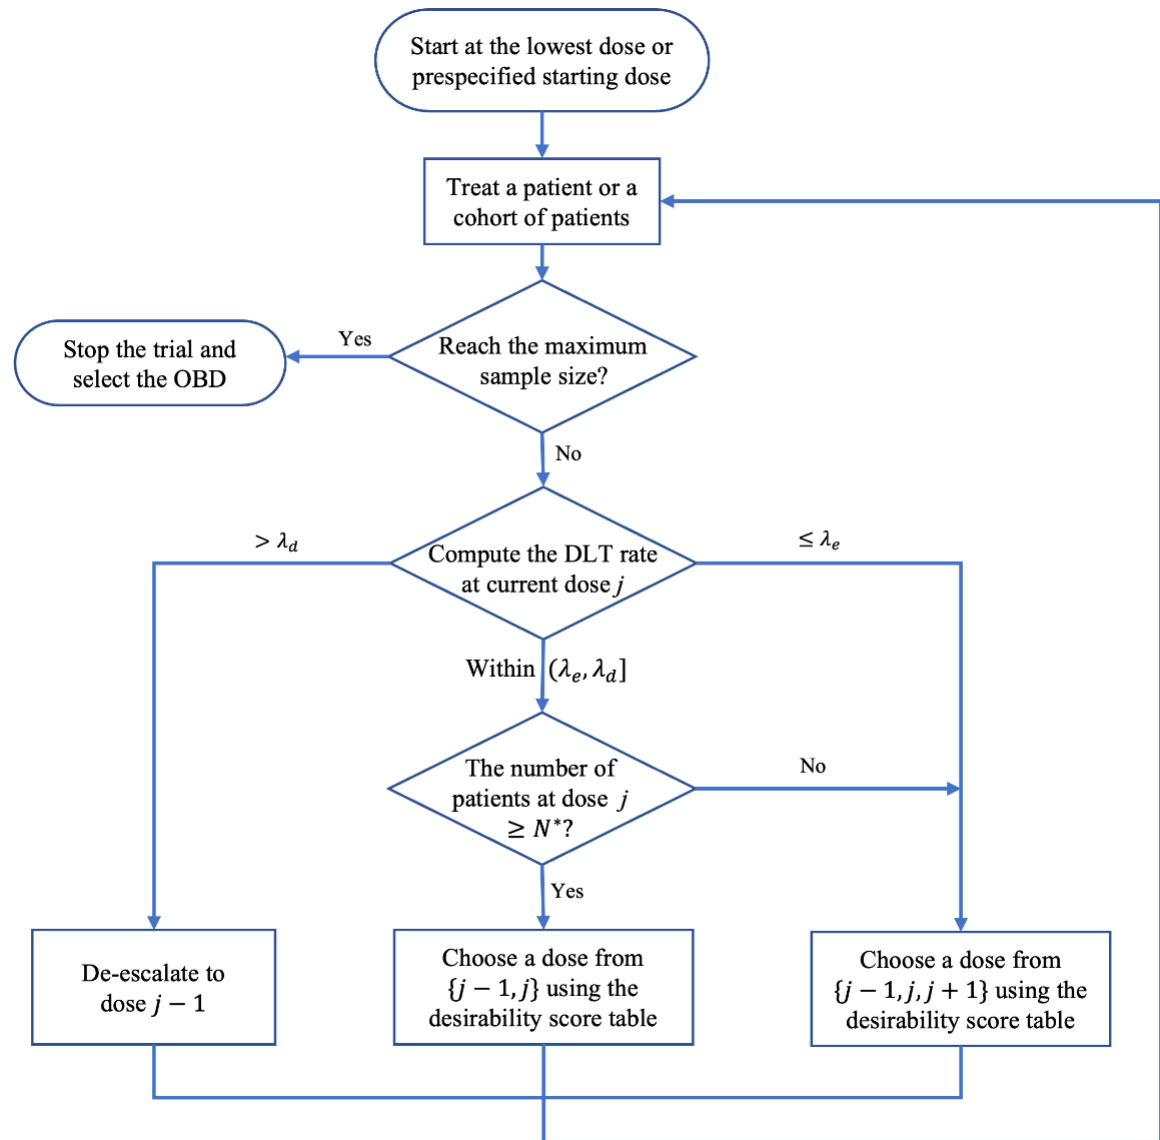 Start at the lowest dose or
prespecified starting dose
Treat a patient or a
cohort of patients
Reach the maximum
sample size?
Yes
Stop the trial and
select the OBD
No
Compute the DLT rate
at current dose j
> λ_d
≤ λ_e
Within (λ_e, λ_d]
The number of
patients at dose j
≥ N*?
No
Yes
De-escalate to
dose j − 1
Choose a dose from
{j − 1, j} using the
desirability score table
Choose a dose from
{j − 1, j, j + 1} using the
desirability score table